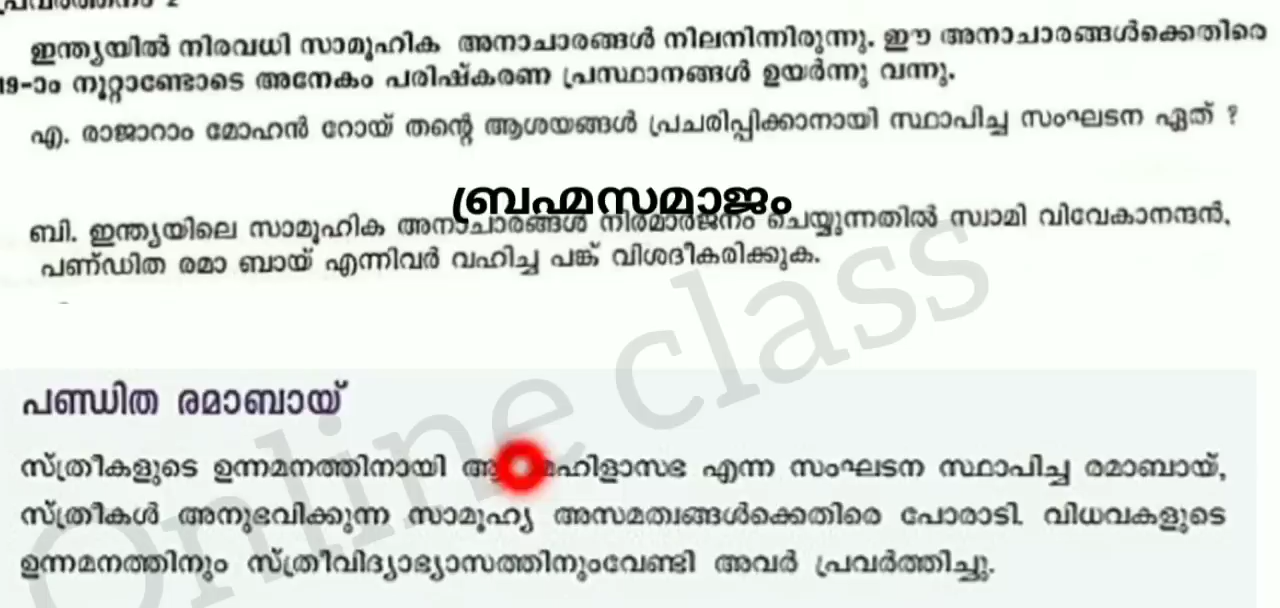 ഇന്ത്യയിൽ നിരവധി സാമൂഹിക അനാചാരങ്ങൾ നിലനിന്നിരുന്നു. ഈ അനാചാരങ്ങൾക്കെതിരെ
19-ാം നൂറ്റാണ്ടോടെ അനേകം പരിഷ്കരണ പ്രസ്ഥാനങ്ങൾ ഉയർന്നു വന്നു.
എ. രാജാറാം മോഹൻ റോയ് തന്റെ ആശയങ്ങൾ പ്രചരിപ്പിക്കാനായി സ്ഥാപിച്ച സംഘടന ഏത് ?
ബ്രഹ്മസമാജം
ബി. ഇന്ത്യയിലെ സാമൂഹിക അനാചാരങ്ങൾ നിർമാർജനം ചെയ്യുന്നതിൽ സ്വാമി വിവേകാനന്ദൻ,
പണ്ഡിത രമാ ബായ് എന്നിവർ വഹിച്ച പങ്ക് വിശദീകരിക്കുക.
Online class
പണ്ഡിത രമാബായ്
സ്ത്രീകളുടെ ഉന്നമനത്തിനായി മഹിളാസഭ എന്ന സംഘടന സ്ഥാപിച്ച രമാബായ്,
സ്ത്രീകൾ അനുഭവിക്കുന്ന സാമൂഹ്യ അസമത്വങ്ങൾക്കെതിരെ പോരാടി. വിധവകളുടെ
ഉന്നമനത്തിനും സ്ത്രീവിദ്യാഭ്യാസത്തിനുംവേണ്ടി അവർ പ്രവർത്തിച്ചു.